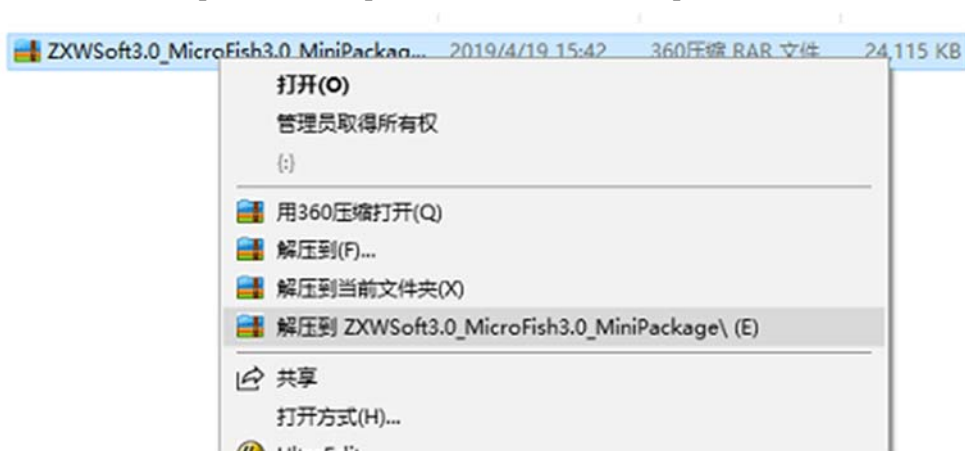 ZXWSoft3.0_MicroFish3.0_MiniPackag... 2019/4/19 15:42 360压缩 RAR 文件 24,115 KB
打开(O)
管理员取得所有权
{:}
用360压缩打开(Q)
解压到(F)...
解压到当前文件夹(X)
解压到 ZXWSoft3.0_MicroFish3.0_MiniPackage\ (E)
共享
打开方式(H)...